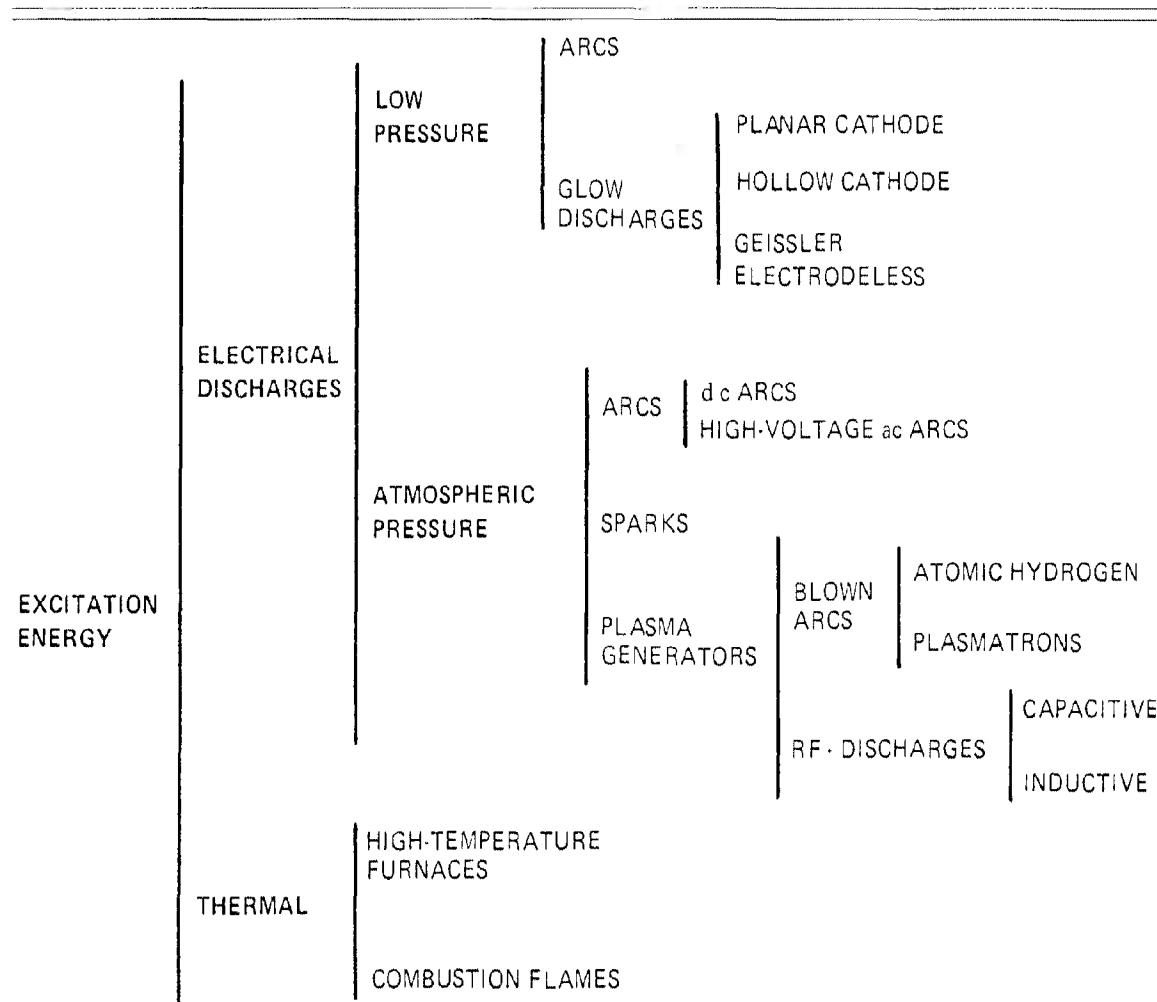 ARCS
LOW
PRESSURE
PLANAR CATHODE
HOLLOW CATHODE
GLOW
DISCHARGES
GEISSLER
ELECTRODELESS
ELECTRICAL
DISCHARGES
ARCS
d c ARCS
HIGH-VOLTAGE ac ARCS
ATMOSPHERIC
PRESSURE
SPARKS
BLOWN
ARCS
ATOMIC HYDROGEN
EXCITATION
ENERGY
PLASMA
GENERATORS
PLASMATRONS
CAPACITIVE
RF - DISCHARGES
INDUCTIVE
HIGH-TEMPERATURE
FURNACES
THERMAL
COMBUSTION FLAMES